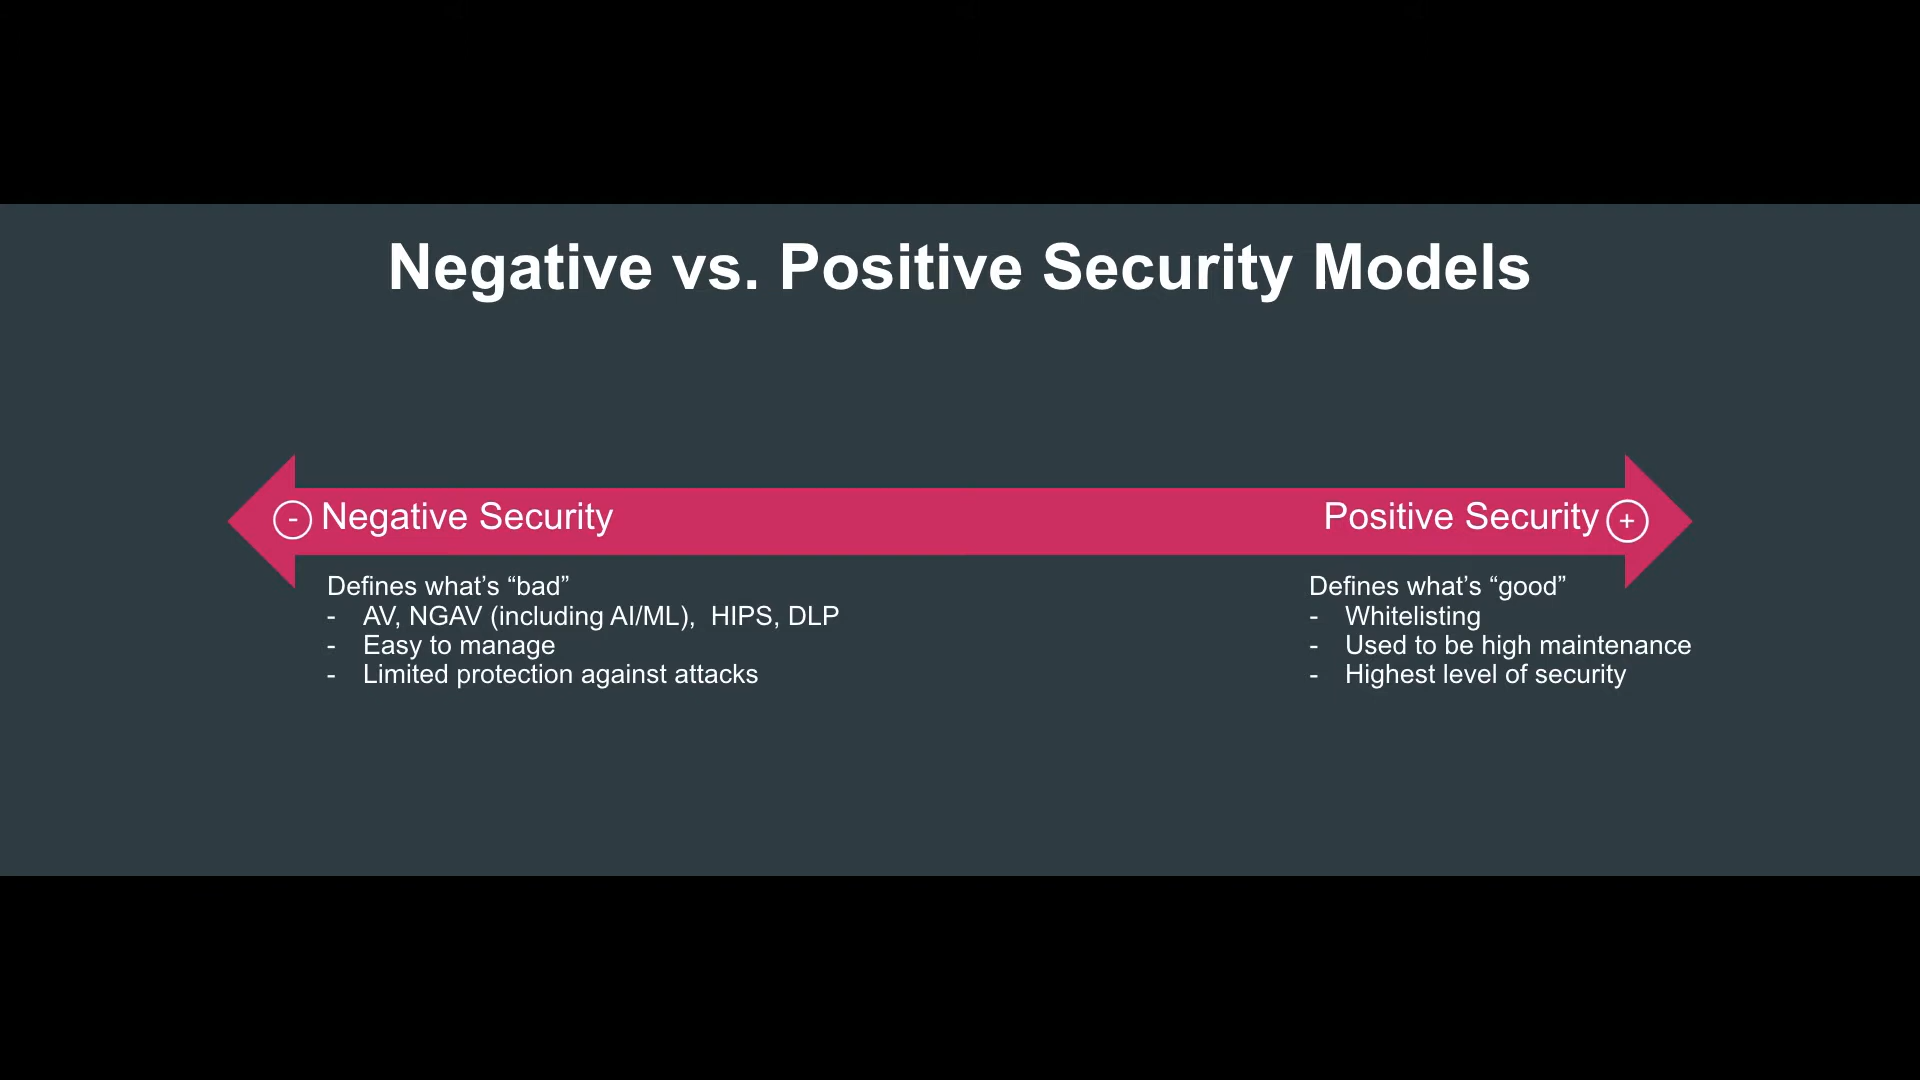 Negative vs. Positive Security Models
- Negative Security
Positive Security +
Defines what’s “bad”
- AV, NGAV (including AI/ML),  HIPS, DLP
- Easy to manage
- Limited protection against attacks
Defines what’s “good”
- Whitelisting
- Used to be high maintenance
- Highest level of security